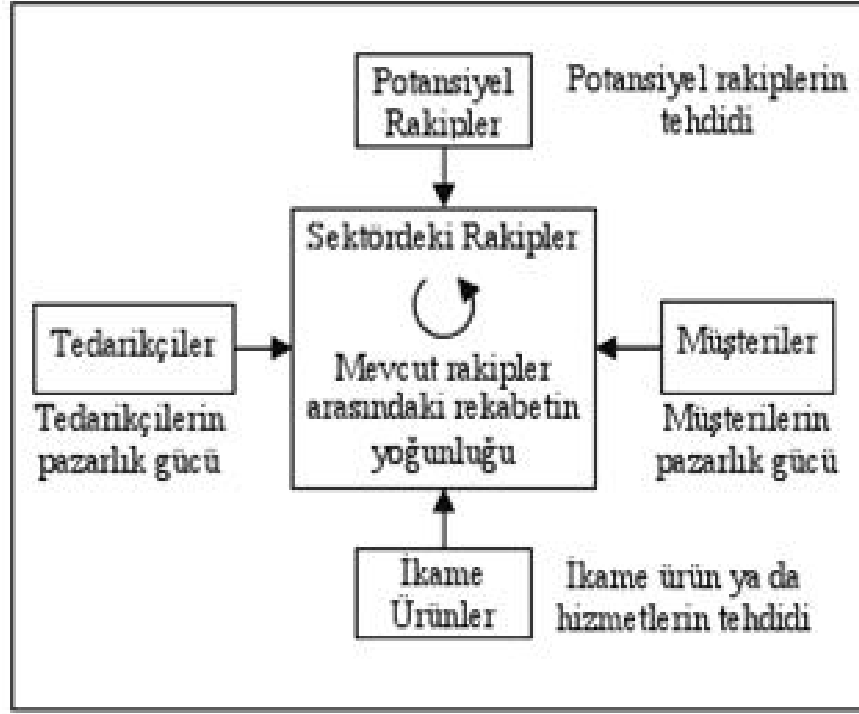 Potansiyel
Rakipler
Potansiyel rakiplerin
tehdidi
Sektördeki Rakipler
Mevcut rakipler
arasındaki rekabetin
yoğunluğu
Tedarikçiler
Tedarikçilerin
pazarlık gücü
Müşteriler
Müşterilerin
pazarlık gücü
İkame
Ürünler
İkame ürün ya da
hizmetlerin tehdidi